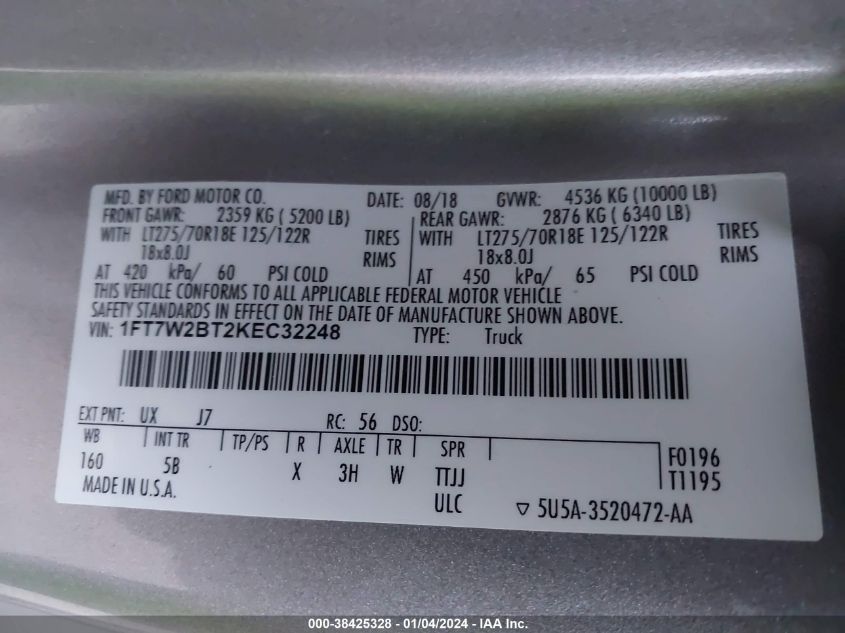 MFD. BY FORD MOTOR CO. DATE: 08/18 GVWR: 4536 KG (10000 LB)
FRONT GAWR: 2359 KG ( 5200 LB) REAR GAWR: 2876 KG ( 6340 LB)
WITH LT275/70R18E 125/122R TIRES WITH LT275/70R18E 125/122R TIRES
18x8.0J RIMS 18x8.0J RIMS
AT 420 kPa/ 60 PSI COLD AT 450 kPa/ 65 PSI COLD
THIS VEHICLE CONFORMS TO ALL APPLICABLE FEDERAL MOTOR VEHICLE
SAFETY STANDARDS IN EFFECT ON THE DATE OF MANUFACTURE SHOWN ABOVE.
VIN: 1FT7W2BT2KEC32248 TYPE: Truck
EXT PNT: UX J7 RC: 56 DSO:
WB INT TR TP/PS R AXLE TR SPR F0196
160 5B X 3H W TTJJ T1195
MADE IN U.S.A. ULC ▽ 5U5A-3520472-AA
000-38425328 - 01/04/2024 - IAA Inc.